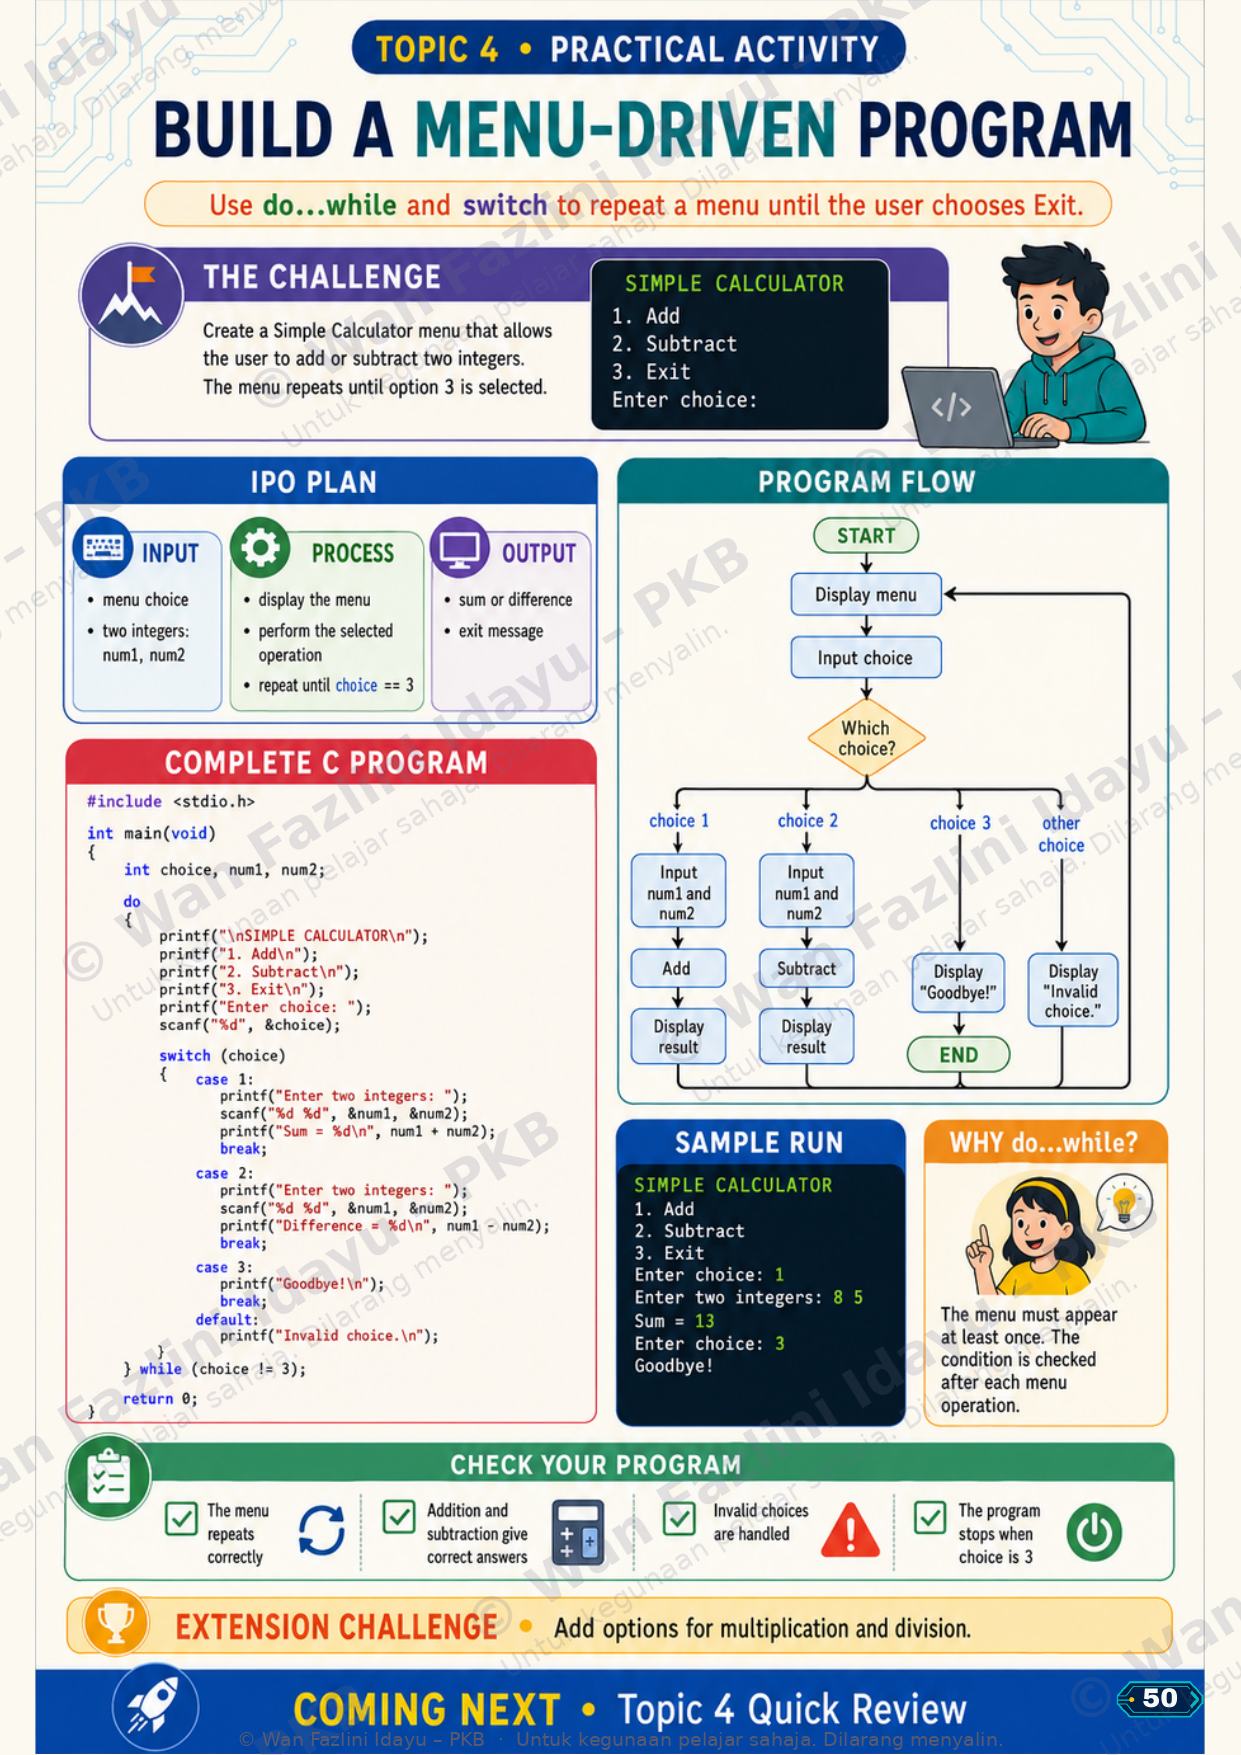 TOPIC 4 • PRACTICAL ACTIVITY
BUILD A MENU-DRIVEN PROGRAM
Use do...while and switch to repeat a menu until the user chooses Exit.
THE CHALLENGE
Create a Simple Calculator menu that allows
the user to add or subtract two integers.
The menu repeats until option 3 is selected.
SIMPLE CALCULATOR
1. Add
2. Subtract
3. Exit
Enter choice:
</>
IPO PLAN
INPUT
• menu choice
• two integers:
num1, num2
PROCESS
• display the menu
• perform the selected
operation
• repeat until choice == 3
OUTPUT
• sum or difference
• exit message
PROGRAM FLOW
START
Display menu
Input choice
Which
choice?
choice 1
choice 2
choice 3
other
choice
Input
num1 and
num2
Input
num1 and
num2
Add
Subtract
Display
"Goodbye!"
Display
"Invalid
choice."
Display
result
Display
result
END
COMPLETE C PROGRAM
#include <stdio.h>
int main(void)
{
int choice, num1, num2;
do
{
printf("\nSIMPLE CALCULATOR\n");
printf("1. Add\n");
printf("2. Subtract\n");
printf("3. Exit\n");
printf("Enter choice: ");
scanf("%d", &choice);
switch (choice)
{
case 1:
printf("Enter two integers: ");
scanf("%d %d", &num1, &num2);
printf("Sum = %d\n", num1 + num2);
break;
case 2:
printf("Enter two integers: ");
scanf("%d %d", &num1, &num2);
printf("Difference = %d\n", num1 - num2);
break;
case 3:
printf("Goodbye!\n");
break;
default:
printf("Invalid choice.\n");
}
} while (choice != 3);
return 0;
}
SAMPLE RUN
SIMPLE CALCULATOR
1. Add
2. Subtract
3. Exit
Enter choice: 1
Enter two integers: 8 5
Sum = 13
Enter choice: 3
Goodbye!
WHY do...while?
The menu must appear
at least once. The
condition is checked
after each menu
operation.
CHECK YOUR PROGRAM
The menu
repeats
correctly
Addition and
subtraction give
correct answers
Invalid choices
are handled
The program
stops when
choice is 3
EXTENSION CHALLENGE • Add options for multiplication and division.
COMING NEXT • Topic 4 Quick Review
50
© Wan Fazlini Idayu – PKB · Untuk kegunaan pelajar sahaja. Dilarang menyalin.
© Wan Fazlini Idayu – PKB
Untuk kegunaan pelajar sahaja. Dilarang menyalin.